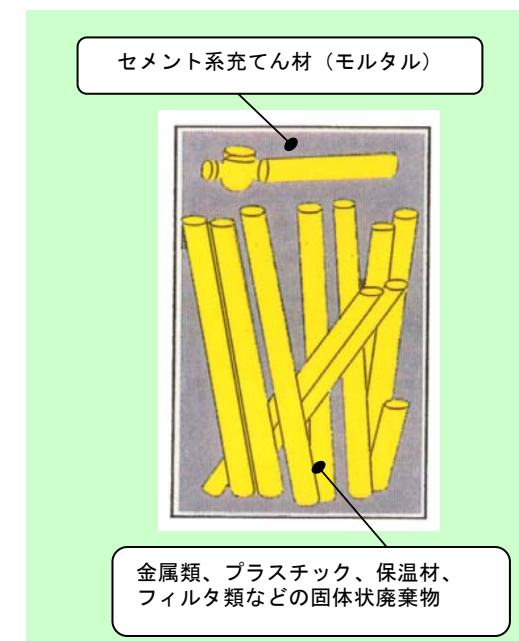 セメント系充てん材（モルタル）
金属類、プラスチック、保温材、
フィルタ類などの固体状廃棄物